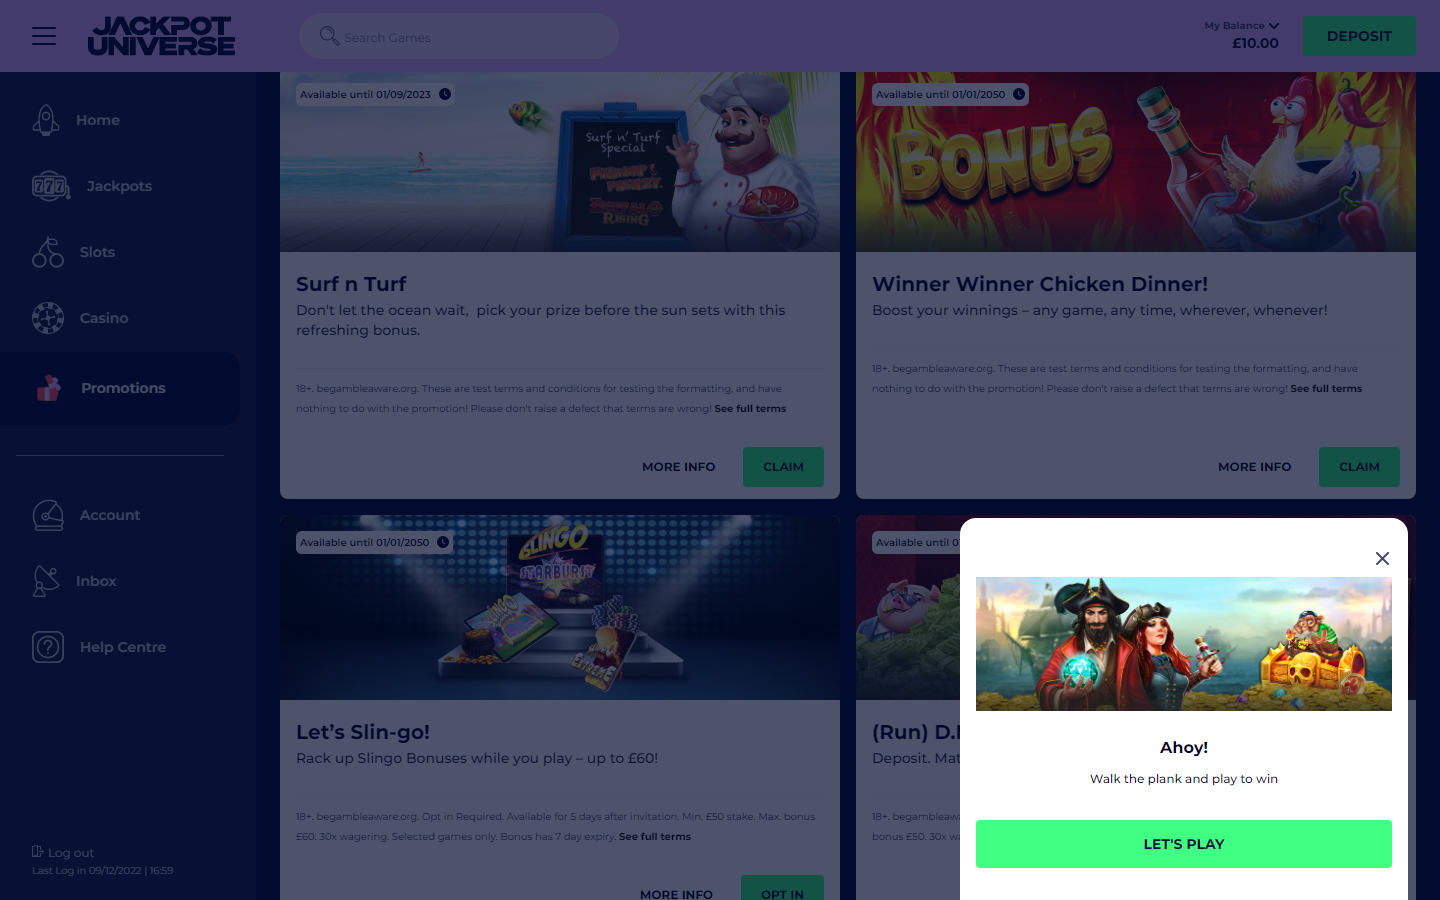 JACKPOT
UNIVERSE
Search Games
My Balance
£10.00
DEPOSIT
Home
Jackpots
Slots
Casino
Promotions
Account
Inbox
Help Centre
Log out
Last Log in 09/12/2022 | 16:59
Available until 01/09/2023
Surf n' Turf
Special
FISHIN'
FRENZY
BUFFALO
RISING
Surf n Turf
Don't let the ocean wait, pick your prize before the sun sets with this
refreshing bonus.
18+. begambleaware.org. These are test terms and conditions for testing the formatting, and have
nothing to do with the promotion! Please don't raise a defect that terms are wrong! See full terms
MORE INFO
CLAIM
Available until 01/01/2050
BONUS
Winner Winner Chicken Dinner!
Boost your winnings – any game, any time, wherever, whenever!
18+. begambleaware.org. These are test terms and conditions for testing the formatting, and have
nothing to do with the promotion! Please don't raise a defect that terms are wrong! See full terms
MORE INFO
CLAIM
Available until 01/01/2050
SLINGO
STARBURST
Let's Slin-go!
Rack up Slingo Bonuses while you play – up to £60!
18+. begambleaware.org. Opt in Required. Available for 5 days after invitation. Min, £50 stake. Max. bonus
£60. 30x wagering. Selected games only. Bonus has 7 day expiry. See full terms
MORE INFO
OPT IN
Available until 0
(Run) D.
Deposit. Mat
18+. begambleawa
bonus £50. 30x wa
Ahoy!
Walk the plank and play to win
LET'S PLAY